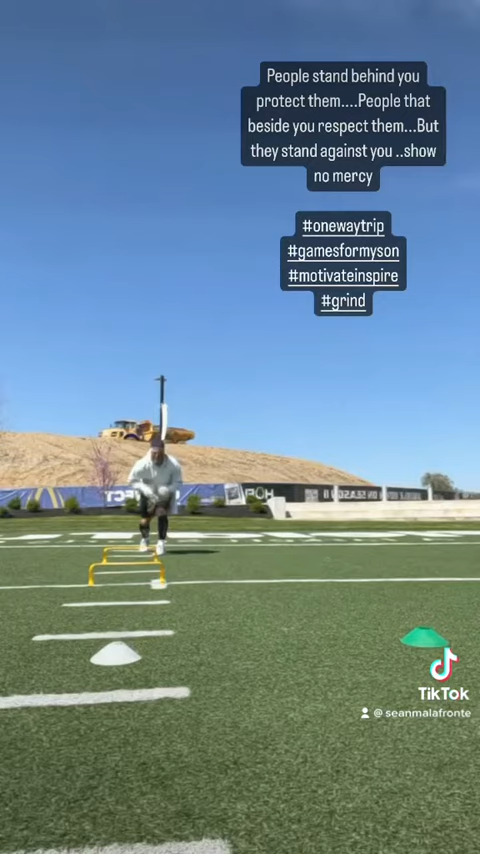 People stand behind you
protect them....People that
beside you respect them...But
they stand against you ..show
no mercy
#onewaytrip
#gamesformyson
#motivateinspire
#grind
TikTok
@seanmalafronte